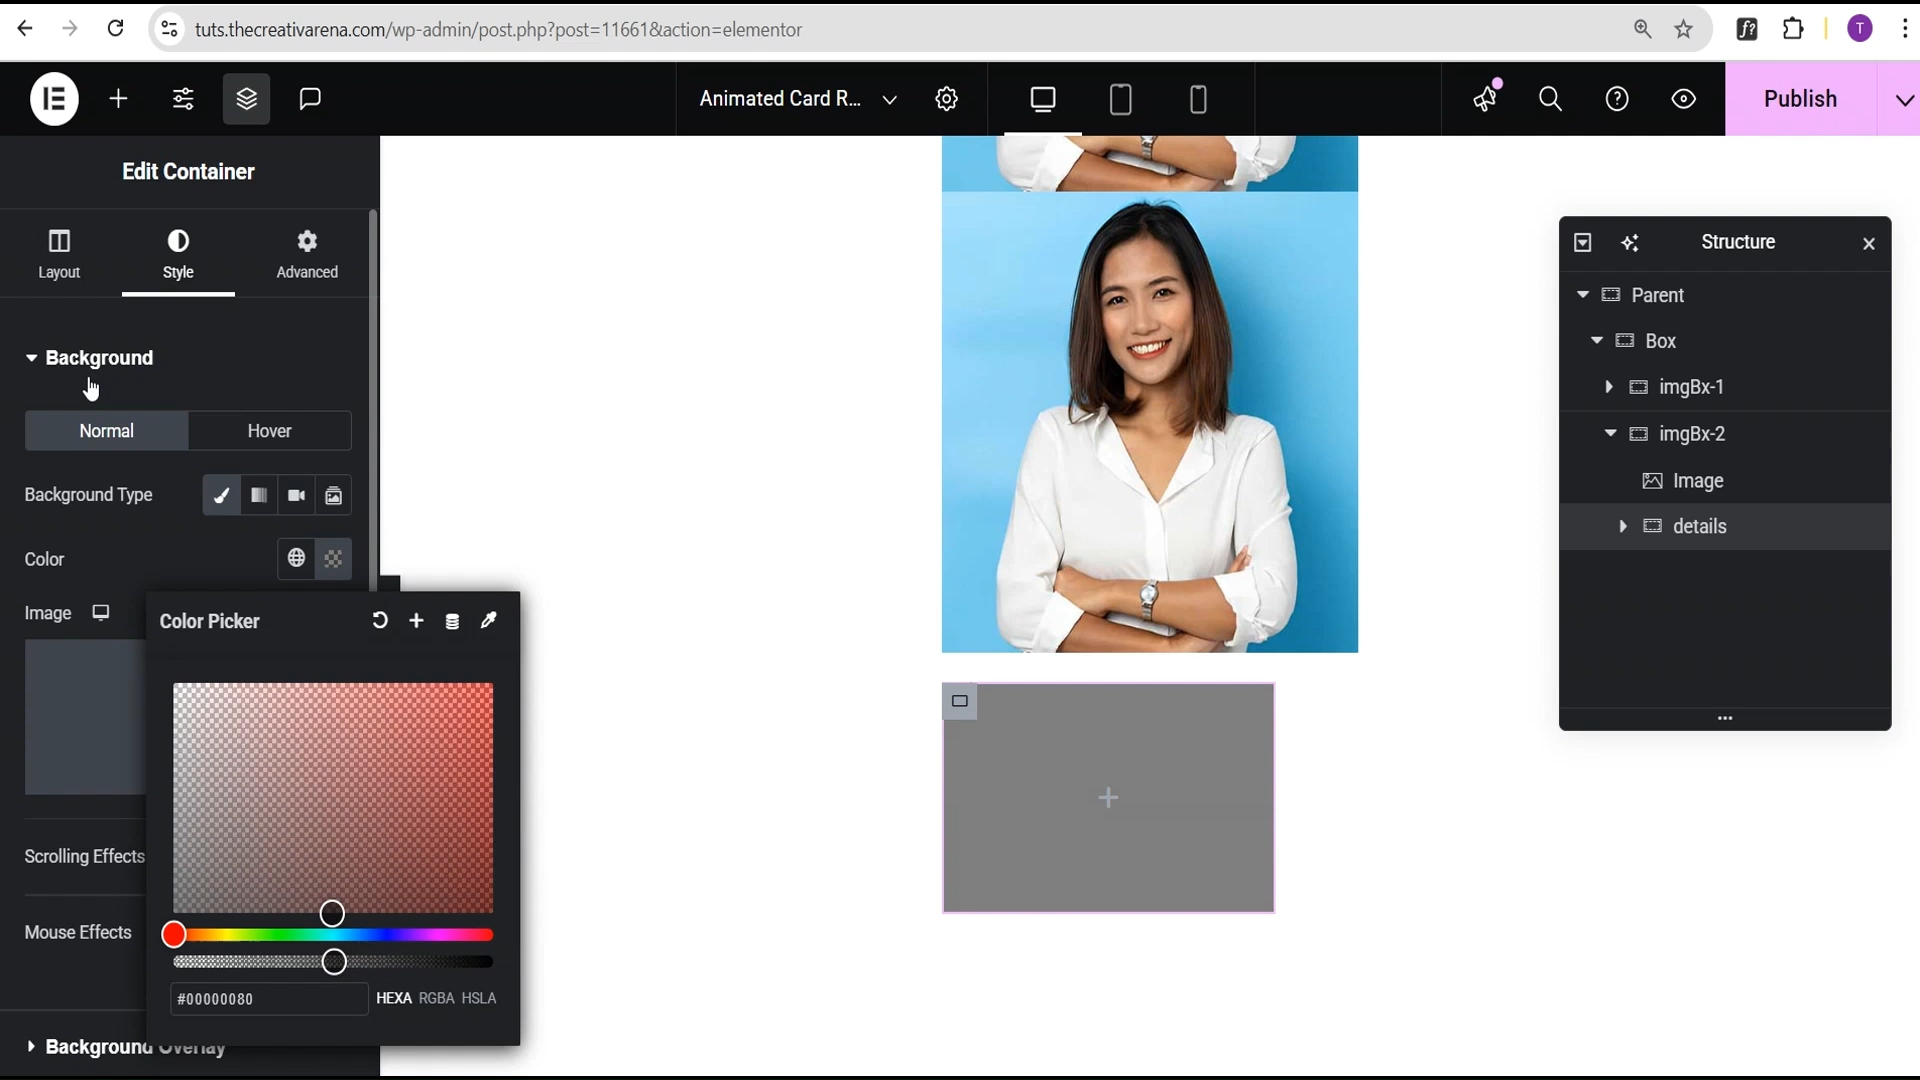 tuts.thecreativarena.com/wp-admin/post.php?post=11661&action=elementor
T
Animated Card R...
Publish
Edit Container
Layout
Style
Advanced
Background
Normal
Hover
Background Type
Color
Image
Color Picker
Scrolling Effects
Mouse Effects
#00000080
HEXA RGBA HSLA
Background Overlay
Structure
Parent
Box
imgBx-1
imgBx-2
Image
details